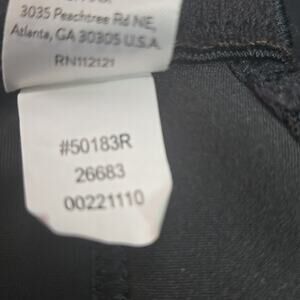 3035 Peachtree Rd NE,
Atlanta, GA 30305 U.S.A.
RN112121
#50183R
26683
00221110